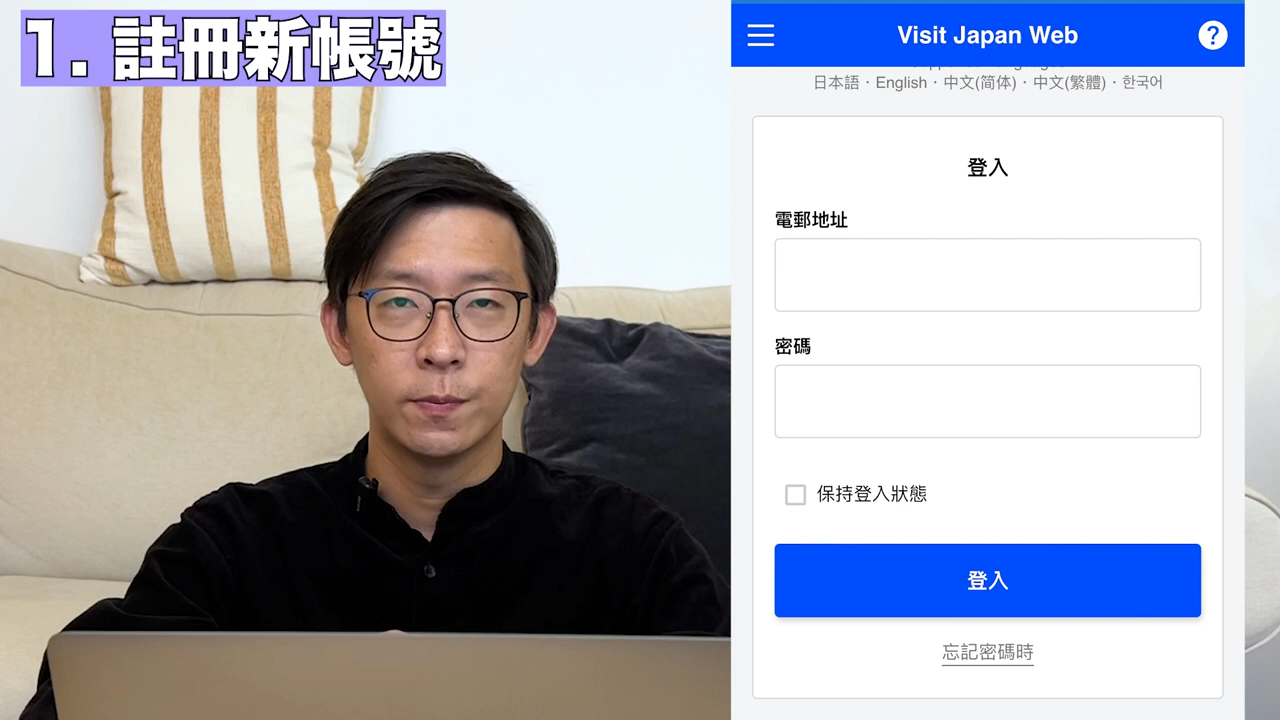 1. 註冊新帳號
Visit Japan Web
?
日本語・English・中文(简体)・中文(繁體)・한국어
登入
電郵地址
密碼
保持登入狀態
登入
忘記密碼時